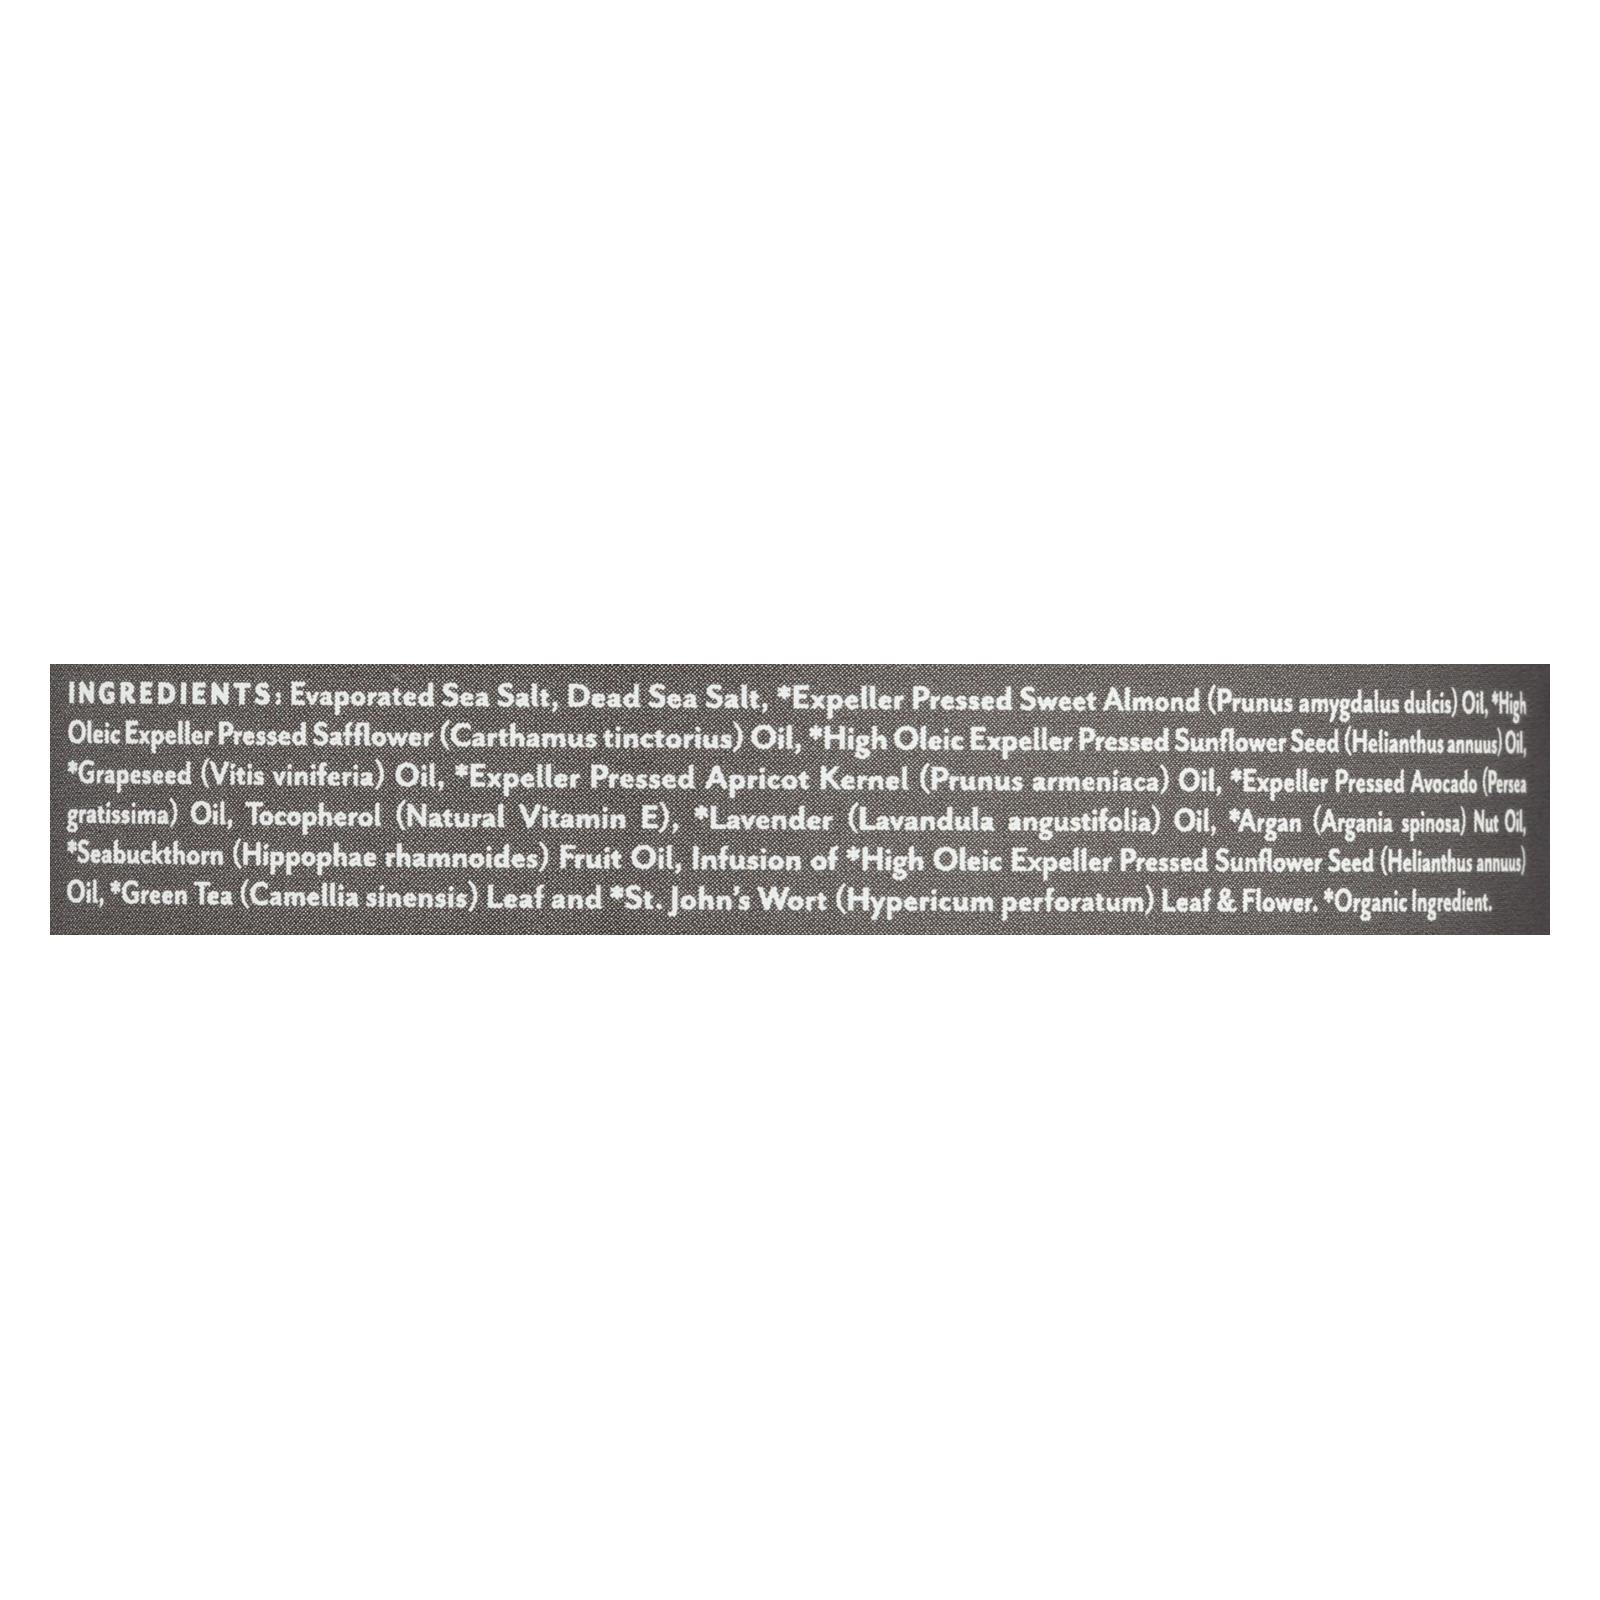 INGREDIENTS: Evaporated Sea Salt, Dead Sea Salt, *Expeller Pressed Sweet Almond (Prunus amygdalus dulcis) Oil, *High
Oleic Expeller Pressed Safflower (Carthamus tinctorius) Oil, *High Oleic Expeller Pressed Sunflower Seed (Helianthus annuus) Oil,
*Grapeseed (Vitis viniferia) Oil, *Expeller Pressed Apricot Kernel (Prunus armeniaca) Oil, *Expeller Pressed Avocado (Persea
gratissima) Oil, Tocopherol (Natural Vitamin E), *Lavender (Lavandula angustifolia) Oil, *Argan (Argania spinosa) Nut Oil,
*Seabuckthorn (Hippophae rhamnoides) Fruit Oil, Infusion of *High Oleic Expeller Pressed Sunflower Seed (Helianthus annuus)
Oil, *Green Tea (Camellia sinensis) Leaf and *St. John's Wort (Hypericum perforatum) Leaf & Flower. *Organic Ingredient.